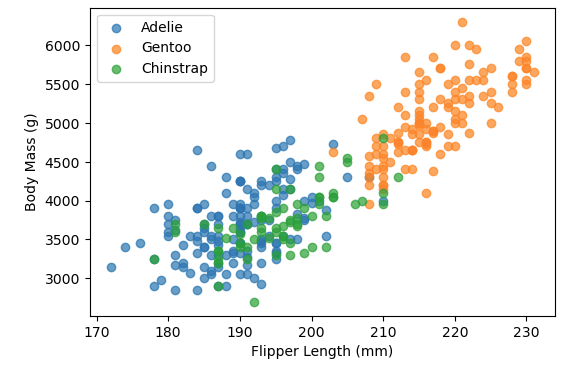 Adelie
Gentoo
Chinstrap
6000
5500
5000
4500
4000
3500
3000
Body Mass (g)
170 180 190 200 210 220 230
Flipper Length (mm)